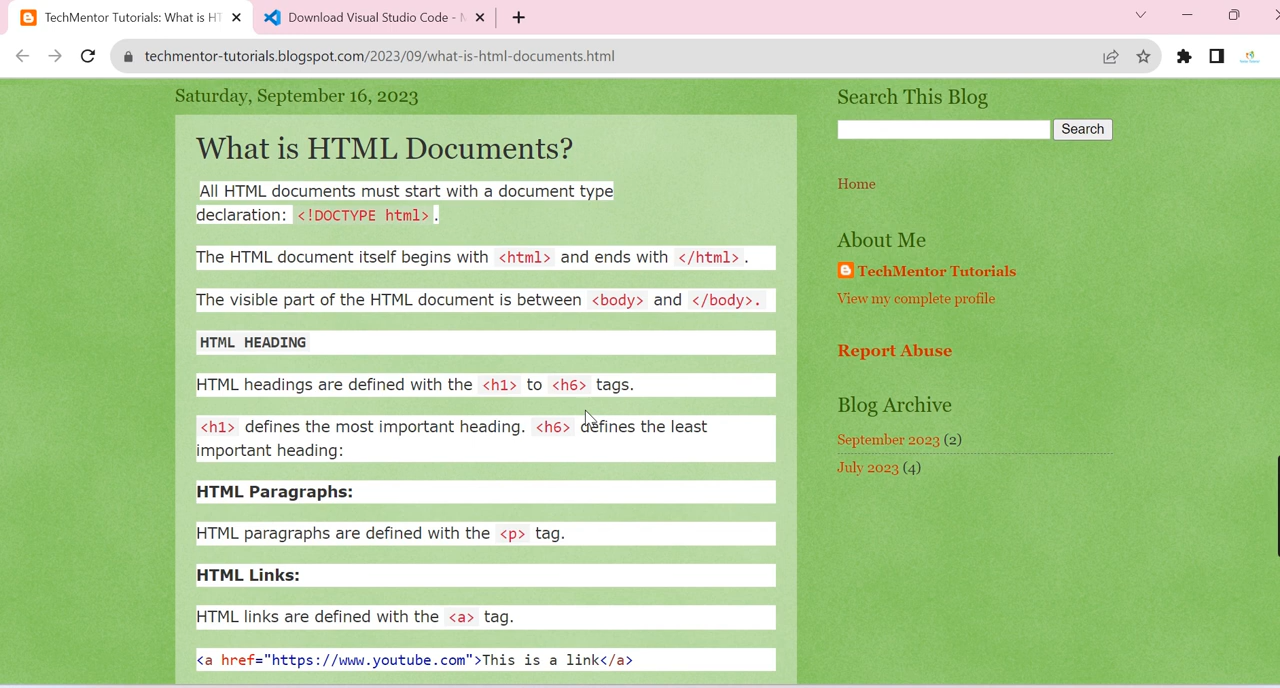 TechMentor Tutorials: What is HT
Download Visual Studio Code - M
techmentor-tutorials.blogspot.com/2023/09/what-is-html-documents.html
Saturday, September 16, 2023
What is HTML Documents?
All HTML documents must start with a document type
declaration: <!DOCTYPE html>.
The HTML document itself begins with <html> and ends with </html>.
The visible part of the HTML document is between <body> and </body>.
HTML HEADING
HTML headings are defined with the <h1> to <h6> tags.
<h1> defines the most important heading. <h6> defines the least
important heading:
HTML Paragraphs:
HTML paragraphs are defined with the <p> tag.
HTML Links:
HTML links are defined with the <a> tag.
<a href="https://www.youtube.com">This is a link</a>
Search This Blog
Search
Home
About Me
TechMentor Tutorials
View my complete profile
Report Abuse
Blog Archive
September 2023 (2)
July 2023 (4)